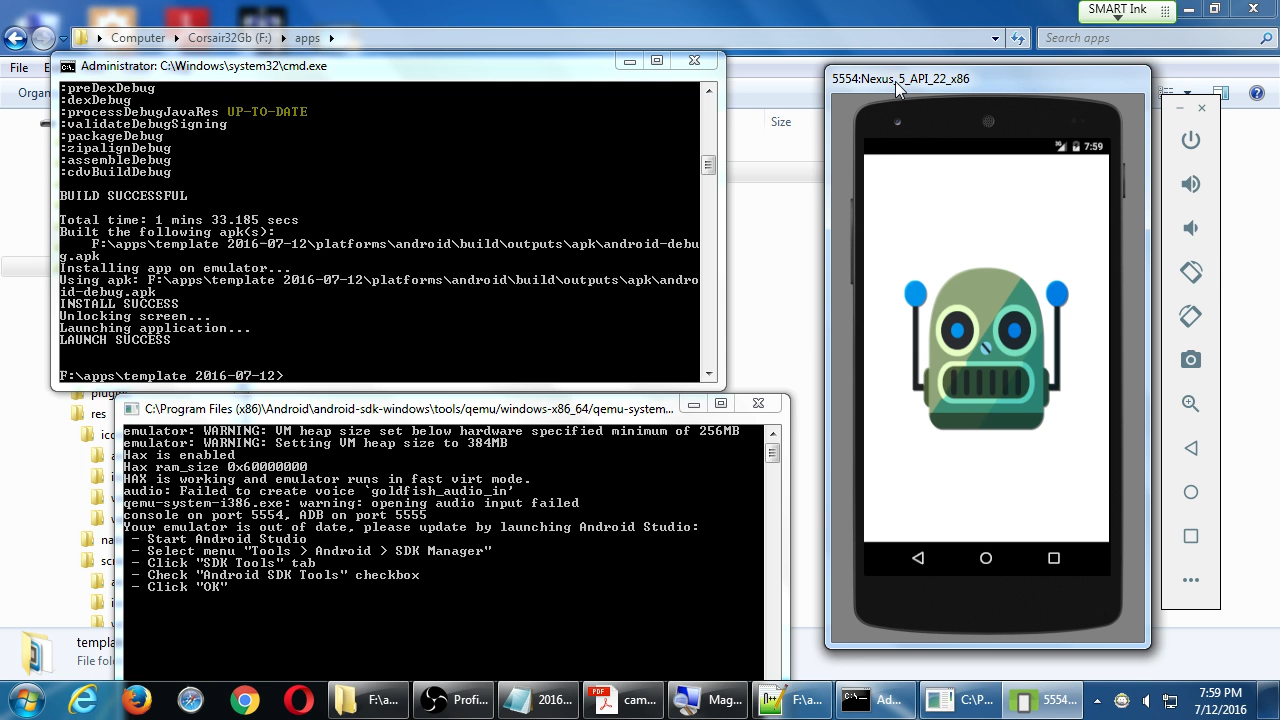 SMART Ink
Computer
Corsair32Gb (F:)
apps
Search apps
File
Organ
Size
Administrator: C:\Windows\system32\cmd.exe
:preDexDebug
:dexDebug
:processDebugJavaRes UP-TO-DATE
:validateDebugSigning
:packageDebug
:zipalignDebug
:assembleDebug
:cdvBuildDebug
BUILD SUCCESSFUL
Total time: 1 mins 33.185 secs
Built the following apk(s):
F:\apps\template 2016-07-12\platforms\android\build\outputs\apk\android-debu
g.apk
Installing app on emulator...
Using apk: F:\apps\template 2016-07-12\platforms\android\build\outputs\apk\andro
id-debug.apk
INSTALL SUCCESS
Unlocking screen...
Launching application...
LAUNCH SUCCESS
F:\apps\template 2016-07-12>
res
ico
na
scr
templa
File fol
C:\Program Files (x86)\Android\android-sdk-windows\tools/qemu/windows-x86_64/qemu-system...
emulator: WARNING: VM heap size set below hardware specified minimum of 256MB
emulator: WARNING: Setting VM heap size to 384MB
Hax is enabled
Hax ram_size 0x60000000
HAX is working and emulator runs in fast virt mode.
audio: Failed to create voice `goldfish_audio_in'
qemu-system-i386.exe: warning: opening audio input failed
console on port 5554, ADB on port 5555
Your emulator is out of date, please update by launching Android Studio:
- Start Android Studio
- Select menu "Tools > Android > SDK Manager"
- Click "SDK Tools" tab
- Check "Android SDK Tools" checkbox
- Click "OK"
5554:Nexus_5_API_22_x86
7:59
F:\a...
Profi...
2016...
cam...
Mag...
F:\a...
Ad...
C:\P...
5554...
7:59 PM
7/12/2016